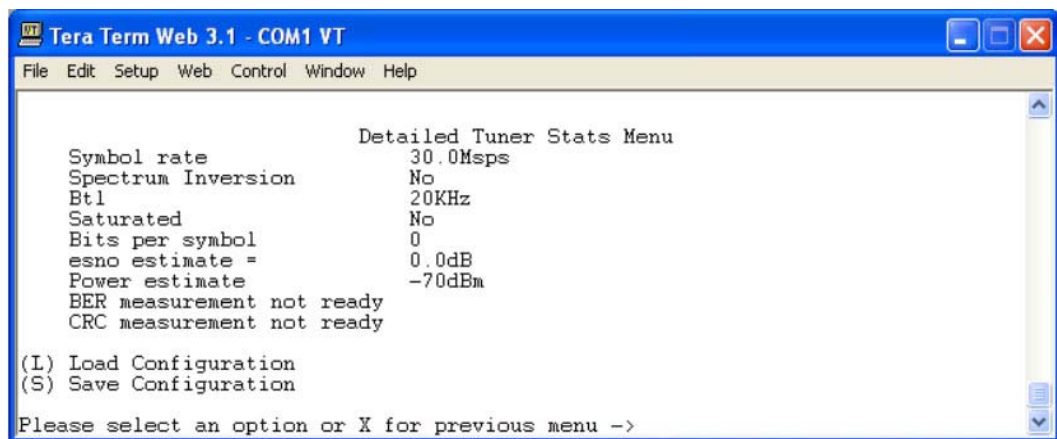 Tera Term Web 3.1 - COM1 VT
File Edit Setup Web Control Window Help
Detailed Tuner Stats Menu
Symbol rate 30.0Msps
Spectrum Inversion No
Btl 20KHz
Saturated No
Bits per symbol 0
esno estimate = 0.0dB
Power estimate -70dBm
BER measurement not ready
CRC measurement not ready
(L) Load Configuration
(S) Save Configuration
Please select an option or X for previous menu ->